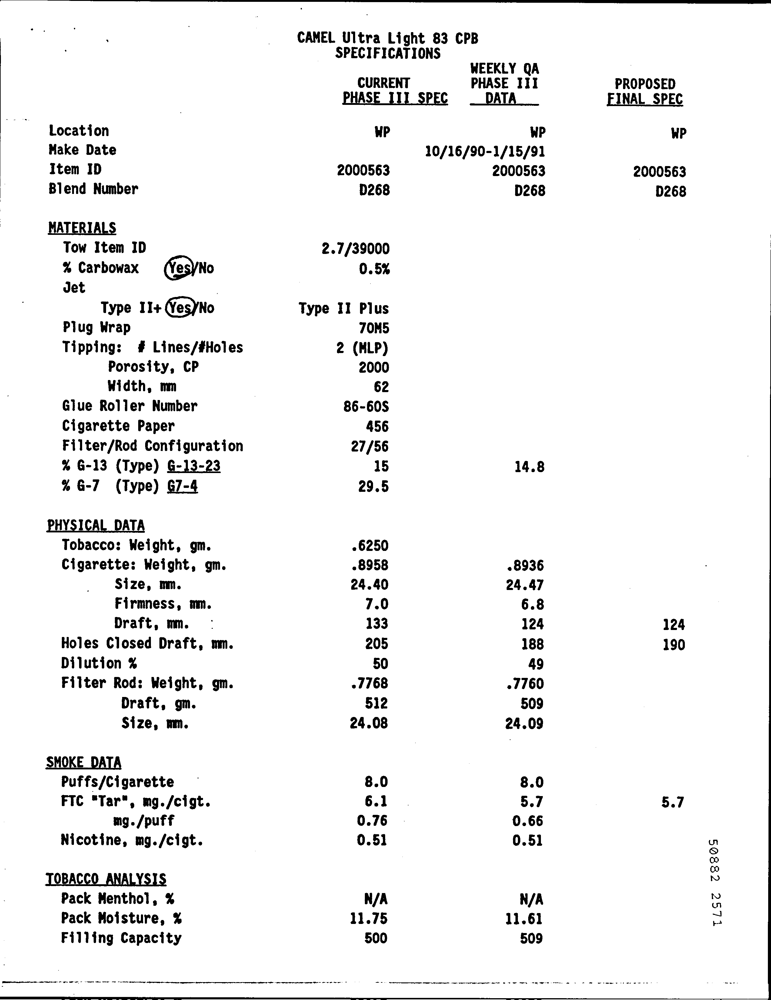 CAMEL Ultra Light 83 CPB
SPECIFICATIONS
CURRENT PHASE III SPEC WEEKLY QA PHASE III DATA PROPOSED FINAL SPEC
Location WP WP WP
Make Date 10/16/90-1/15/91
Item ID 2000563 2000563 2000563
Blend Number D268 D268 D268
MATERIALS
Tow Item ID 2.7/39000
% Carbowax Yes/No 0.5%
Jet
Type II+ Yes/No Type II Plus
Plug Wrap 70M5
Tipping: # Lines/#Holes 2 (MLP)
Porosity, CP 2000
Width, mm 62
Glue Roller Number 86-60S
Cigarette Paper 456
Filter/Rod Configuration 27/56
% G-13 (Type) G-13-23 15 14.8
% G-7 (Type) G7-4 29.5
PHYSICAL DATA
Tobacco: Weight, gm. .6250
Cigarette: Weight, gm. .8958 .8936
Size, mm. 24.40 24.47
Firmness, mm. 7.0 6.8
Draft, mm. 133 124 124
Holes Closed Draft, mm. 205 188 190
Dilution % 50 49
Filter Rod: Weight, gm. .7768 .7760
Draft, gm. 512 509
Size, mm. 24.08 24.09
SMOKE DATA
Puffs/Cigarette 8.0 8.0
FTC "Tar", mg./cigt. 6.1 5.7 5.7
mg./puff 0.76 0.66
Nicotine, mg./cigt. 0.51 0.51
TOBACCO ANALYSIS
Pack Menthol, % N/A N/A
Pack Moisture, % 11.75 11.61
Filling Capacity 500 509
50882 2571